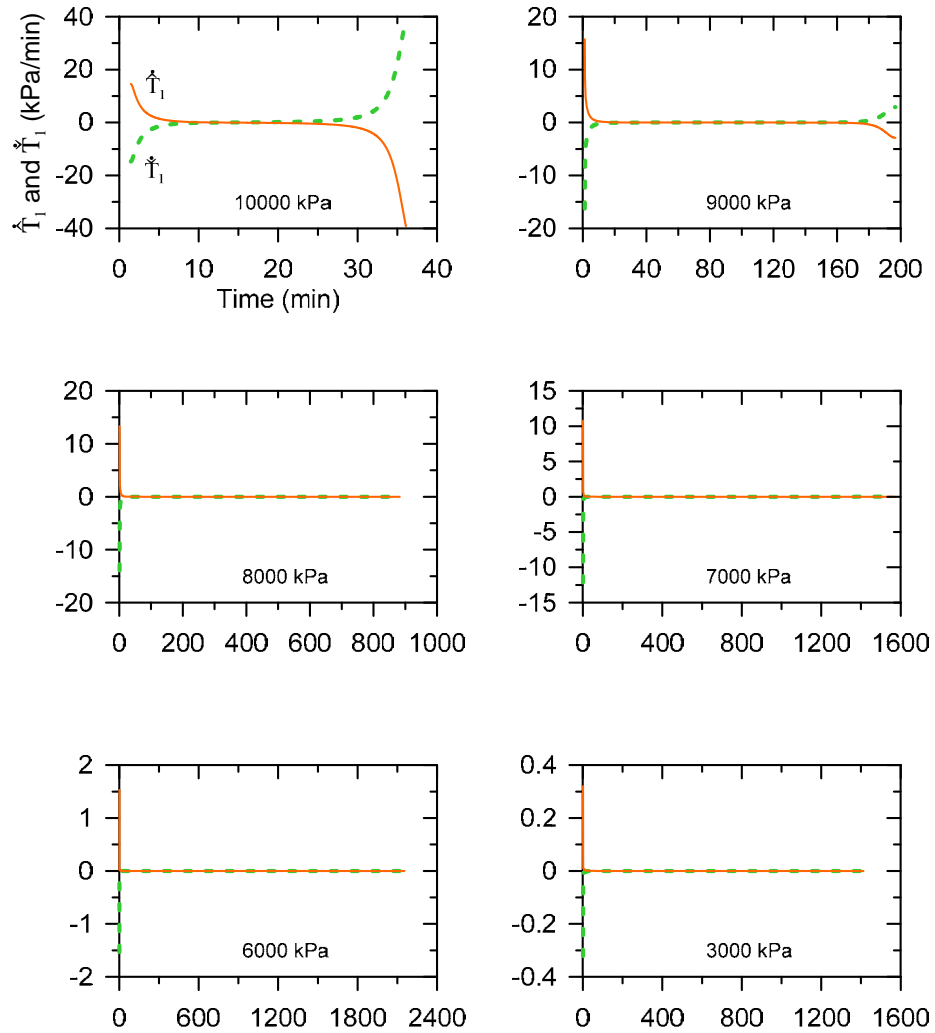 T̂̇₁ and Ť̇₁ (kPa/min)
40
20
0
-20
-40
T̂̇₁
Ť̇₁
10000 kPa
0 10 20 30 40
Time (min)
20
10
0
-10
-20
9000 kPa
0 40 80 120 160 200
20
10
0
-10
-20
8000 kPa
0 200 400 600 800 1000
15
10
5
0
-5
-10
-15
7000 kPa
0 400 800 1200 1600
2
1
0
-1
-2
6000 kPa
0 600 1200 1800 2400
0.4
0.2
0
-0.2
-0.4
3000 kPa
0 400 800 1200 1600